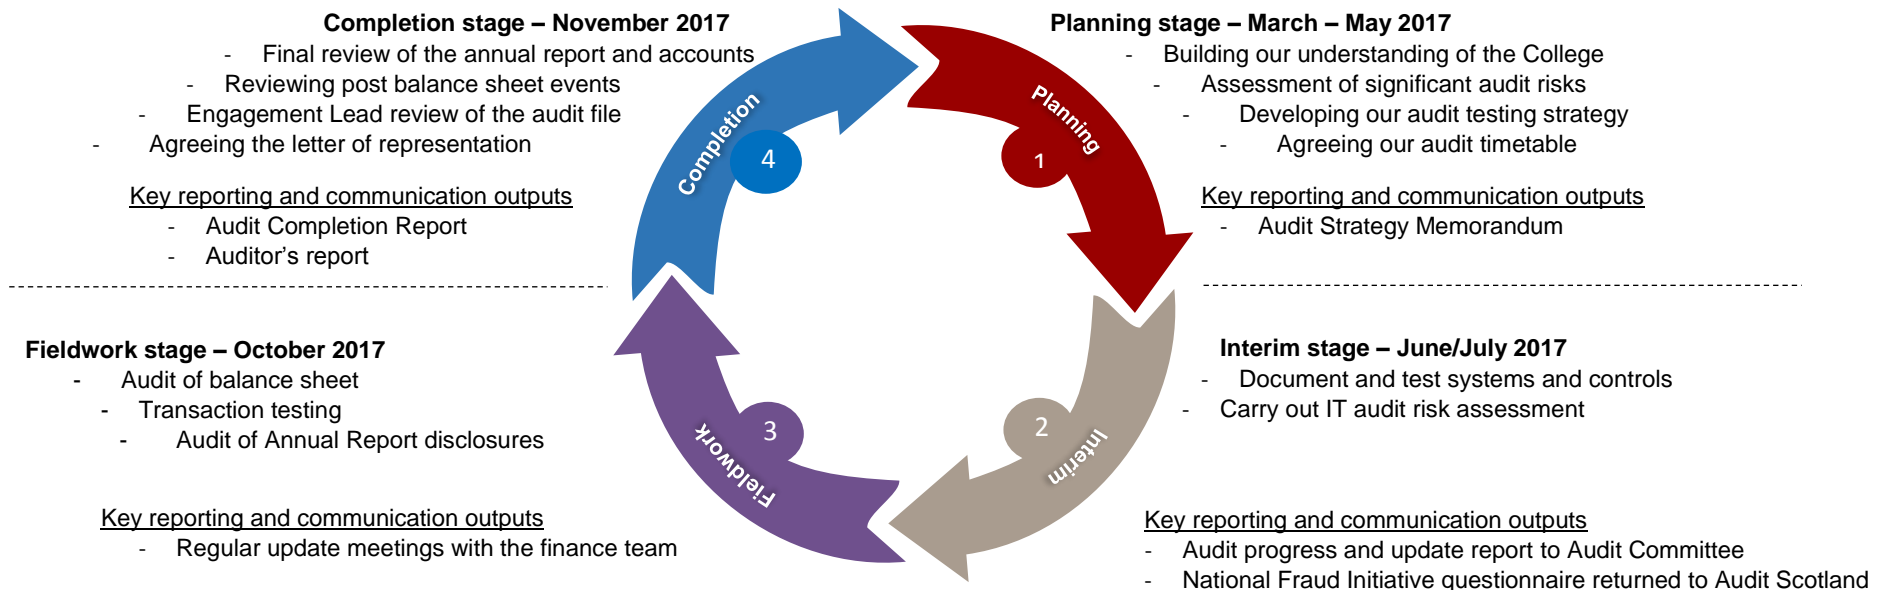 Completion stage – November 2017
- Final review of the annual report and accounts
- Reviewing post balance sheet events
- Engagement Lead review of the audit file
- Agreeing the letter of representation
Key reporting and communication outputs
- Audit Completion Report
- Auditor's report
Planning stage – March – May 2017
- Building our understanding of the College
- Assessment of significant audit risks
- Developing our audit testing strategy
- Agreeing our audit timetable
Key reporting and communication outputs
- Audit Strategy Memorandum
Completion
4
Planning
1
Fieldwork
3
Interim
2
Fieldwork stage – October 2017
- Audit of balance sheet
- Transaction testing
- Audit of Annual Report disclosures
Key reporting and communication outputs
- Regular update meetings with the finance team
Interim stage – June/July 2017
- Document and test systems and controls
- Carry out IT audit risk assessment
Key reporting and communication outputs
- Audit progress and update report to Audit Committee
- National Fraud Initiative questionnaire returned to Audit Scotland